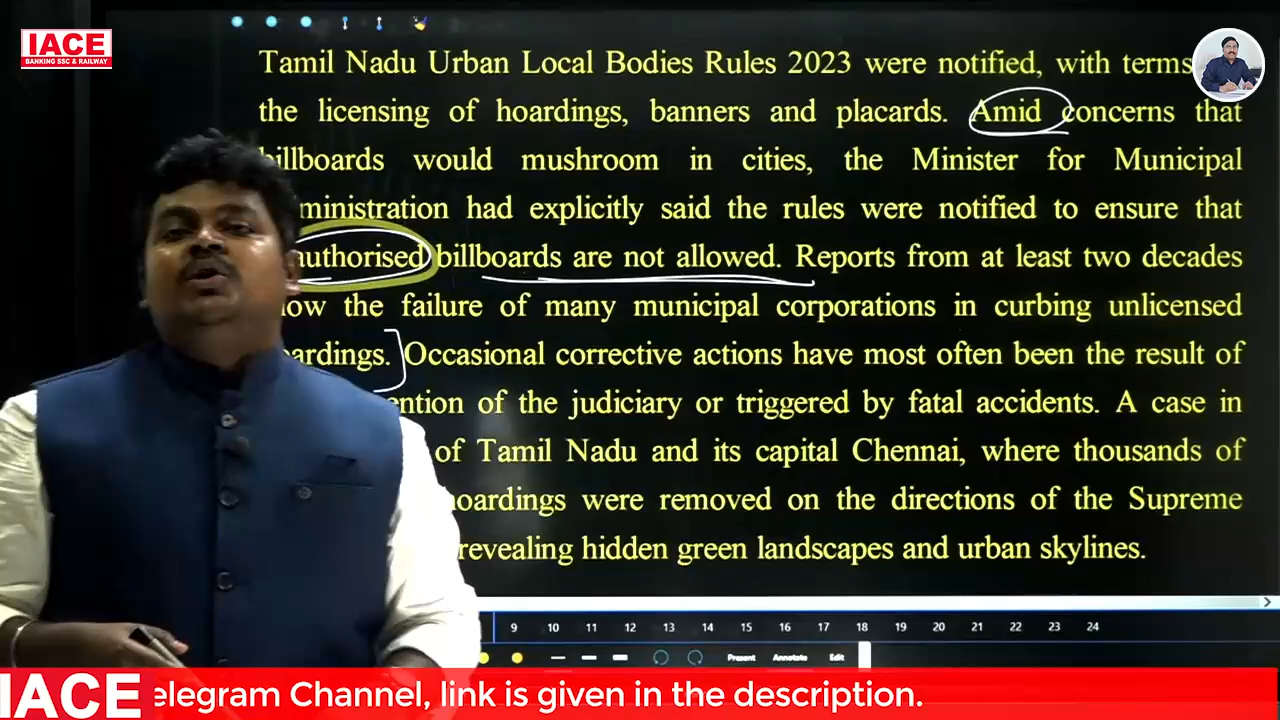 IACE
BANKING SSC & RAILWAY
Tamil Nadu Urban Local Bodies Rules 2023 were notified, with terms
the licensing of hoardings, banners and placards. Amid concerns that
billboards would mushroom in cities, the Minister for Municipal
ministration had explicitly said the rules were notified to ensure that
authorised billboards are not allowed. Reports from at least two decades
ow the failure of many municipal corporations in curbing unlicensed
ardings. Occasional corrective actions have most often been the result of
ention of the judiciary or triggered by fatal accidents. A case in
of Tamil Nadu and its capital Chennai, where thousands of
hoardings were removed on the directions of the Supreme
revealing hidden green landscapes and urban skylines.
9 10 11 12 13 14 15 16 17 18 19 20 21 22 23 24
Present Annotate Edit
IACE elegram Channel, link is given in the description.